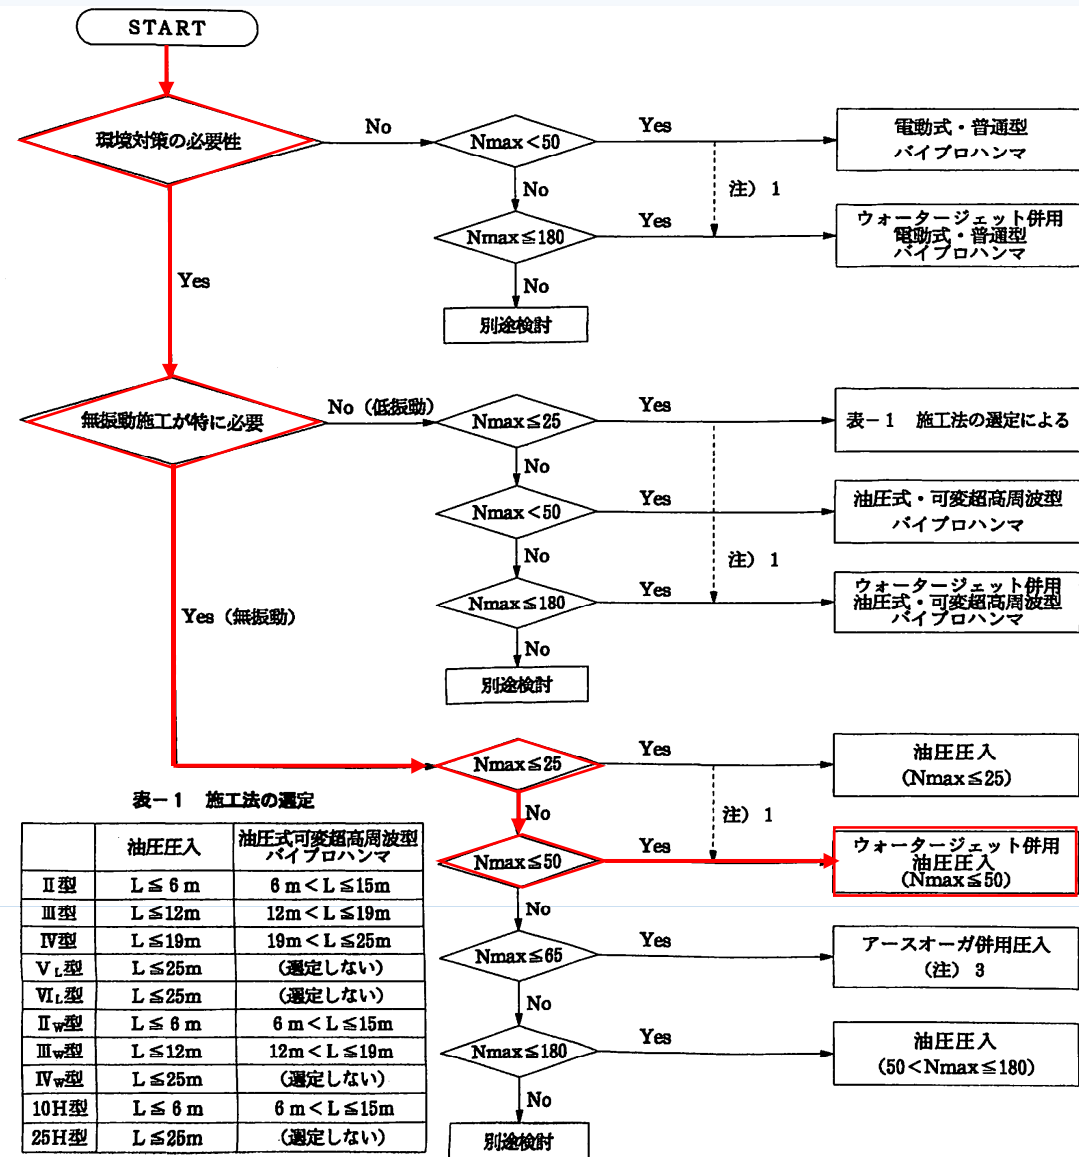 START
環境対策の必要性
No
Nmax<50
Yes
電動式・普通型
バイブロハンマ
No
注) 1
Nmax≦180
Yes
ウォータージェット併用
電動式・普通型
バイブロハンマ
Yes
No
別途検討
無振動施工が特に必要
No (低振動)
Nmax≦25
Yes
表-1 施工法の選定による
No
Nmax<50
Yes
油圧式・可変超高周波型
バイブロハンマ
No
注) 1
Nmax≦180
Yes
ウォータージェット併用
油圧式・可変超高周波型
バイブロハンマ
Yes (無振動)
No
別途検討
Nmax≦25
Yes
油圧圧入
(Nmax≦25)
No
注) 1
Nmax≦50
Yes
ウォータージェット併用
油圧圧入
(Nmax≦50)
No
Nmax≦65
Yes
アースオーガ併用圧入
(注) 3
No
Nmax≦180
Yes
油圧圧入
(50<Nmax≦180)
No
別途検討
表-1 施工法の選定
油圧圧入 油圧式可変超高周波型
バイブロハンマ
Ⅱ型 L≦6m 6m<L≦15m
Ⅲ型 L≦12m 12m<L≦19m
Ⅳ型 L≦19m 19m<L≦25m
ⅤL型 L≦25m (選定しない)
ⅥL型 L≦25m (選定しない)
Ⅱw型 L≦6m 6m<L≦15m
Ⅲw型 L≦12m 12m<L≦19m
Ⅳw型 L≦25m (選定しない)
10H型 L≦6m 6m<L≦15m
25H型 L≦25m (選定しない)